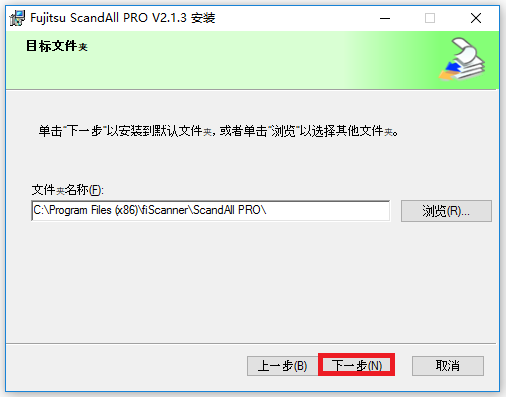 Fujitsu ScandAll PRO V2.1.3 安装
目标文件夹
单击"下一步"以安装到默认文件夹，或者单击"浏览"以选择其他文件夹。
文件夹名称(F):
C:\Program Files (x86)\fiScanner\ScandAll PRO\
浏览(R)...
上一步(B)
下一步(N)
取消